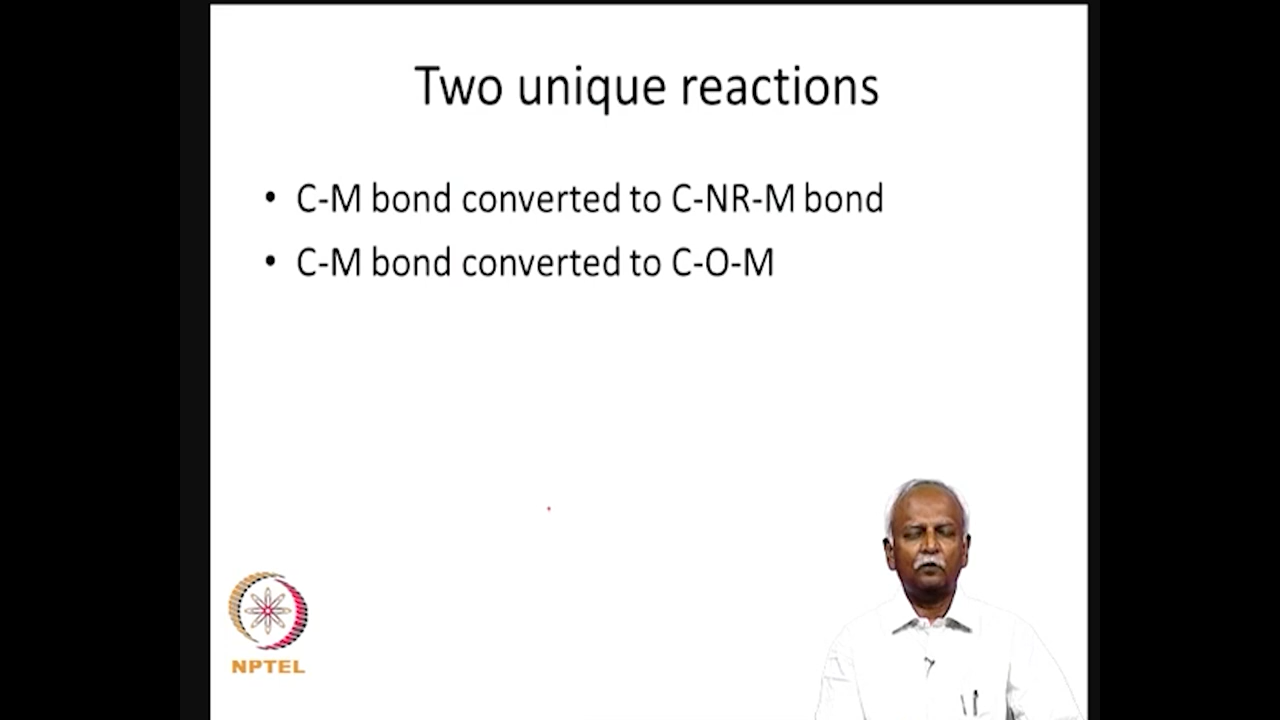 Two unique reactions
• C-M bond converted to C-NR-M bond
• C-M bond converted to C-O-M
NPTEL